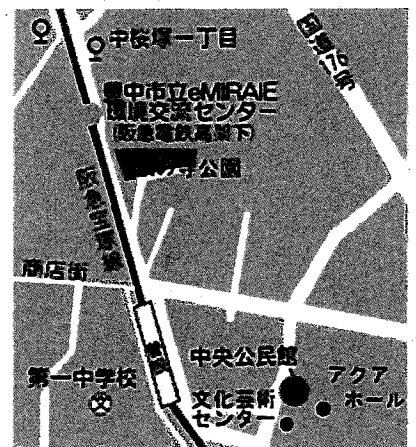 中桜塚一丁目
国道176号
豊中市立eMIRAIE
環境交流センター
(阪急電鉄高架下)
公園
阪急宝塚線
商店街
中央公民館
第一中学校
アクア
ホール
文化芸術
センター